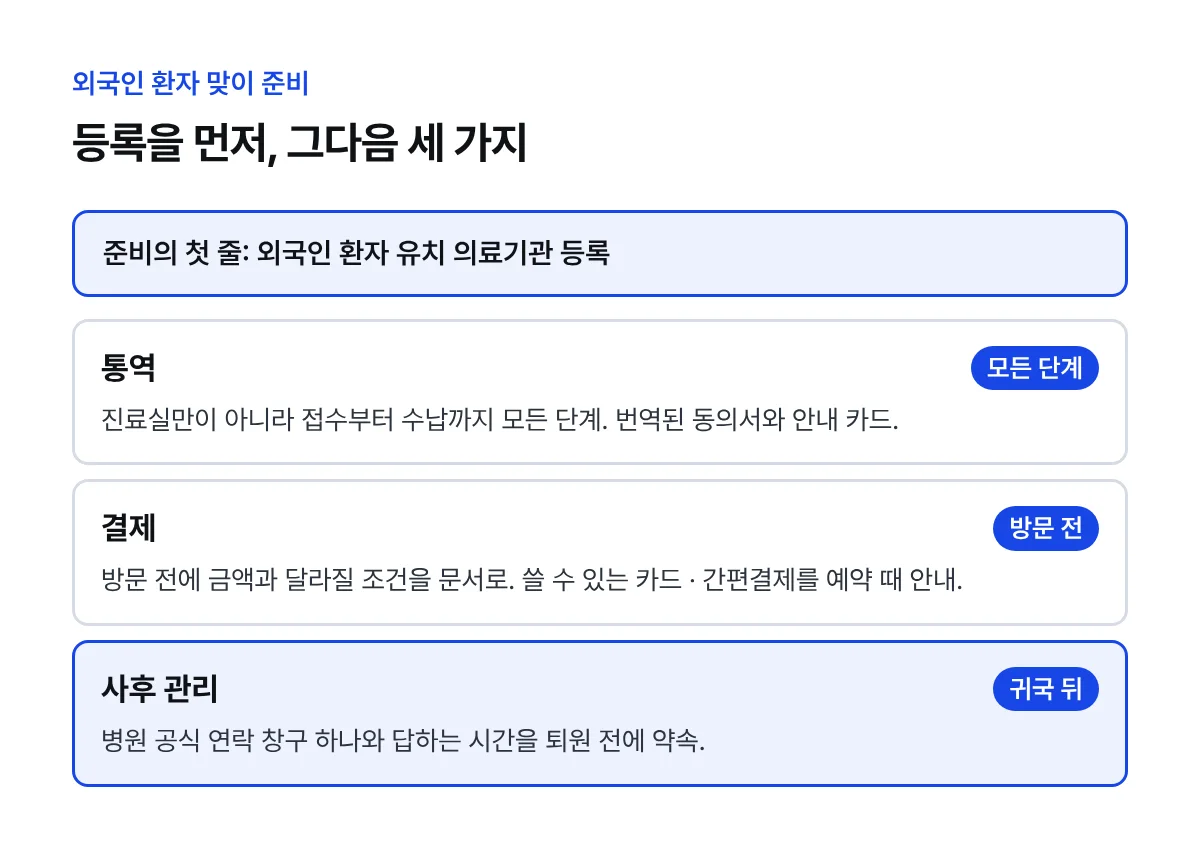 외국인 환자 맞이 준비
등록을 먼저, 그다음 세 가지
준비의 첫 줄: 외국인 환자 유치 의료기관 등록
통역
모든 단계
진료실만이 아니라 접수부터 수납까지 모든 단계. 번역된 동의서와 안내 카드.
결제
방문 전
방문 전에 금액과 달라질 조건을 문서로. 쓸 수 있는 카드 · 간편결제를 예약 때 안내.
사후 관리
귀국 뒤
병원 공식 연락 창구 하나와 답하는 시간을 퇴원 전에 약속.